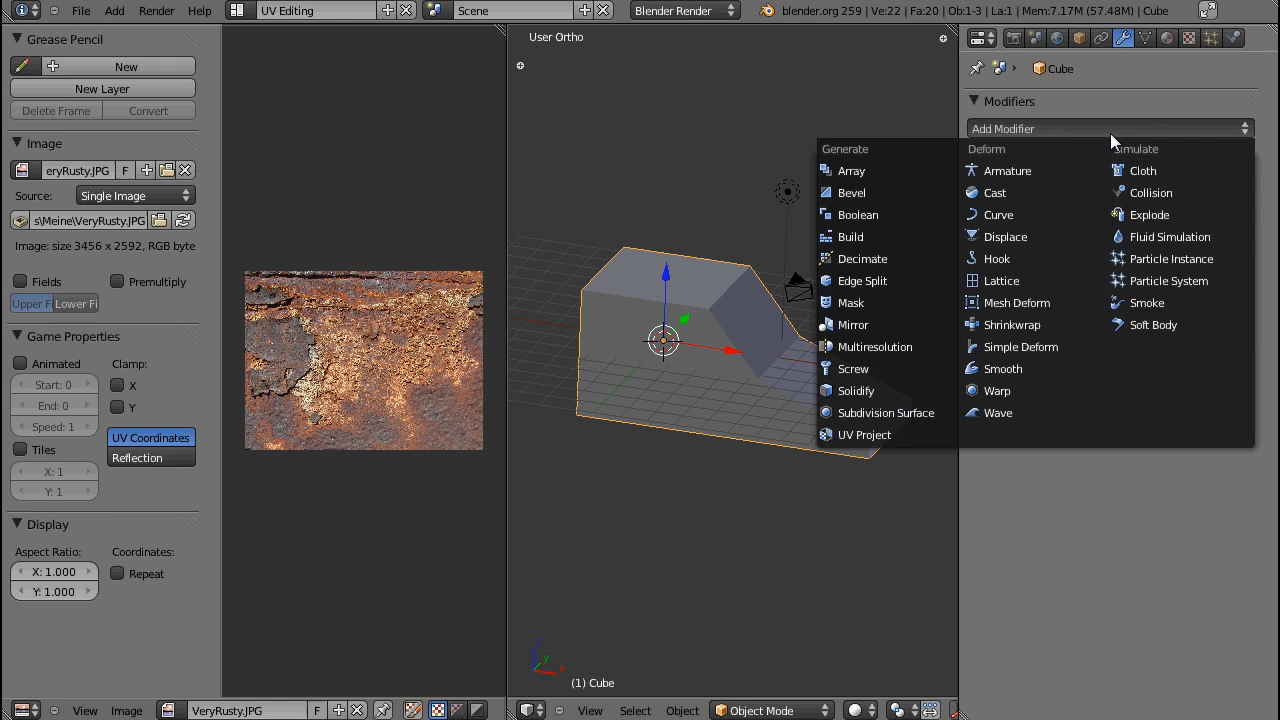 File Add Render Help UV Editing Scene Blender Render blender.org 259 | Ve:22 | Fa:20 | Ob:1-3 | La:1 | Mem:7.17M (57.48M) | Cube
Grease Pencil
New
New Layer
Delete Frame Convert
Image
eryRusty.JPG F
Source: Single Image
s\Meine\VeryRusty.JPG
Image: size 3456 x 2592, RGB byte
Fields Premultiply
Upper Fi Lower Fi
Game Properties
Animated Clamp:
Start: 0 X
End: 0 Y
Speed: 1
UV Coordinates
Tiles Reflection
X: 1
Y: 1
Display
Aspect Ratio: Coordinates:
X: 1.000 Repeat
Y: 1.000
View Image VeryRusty.JPG F
User Ortho
y
x
(1) Cube
View Select Object Object Mode
Cube
Modifiers
Add Modifier
Generate
Array
Bevel
Boolean
Build
Decimate
Edge Split
Mask
Mirror
Multiresolution
Screw
Solidify
Subdivision Surface
UV Project
Deform
Armature
Cast
Curve
Displace
Hook
Lattice
Mesh Deform
Shrinkwrap
Simple Deform
Smooth
Warp
Wave
Simulate
Cloth
Collision
Explode
Fluid Simulation
Particle Instance
Particle System
Smoke
Soft Body